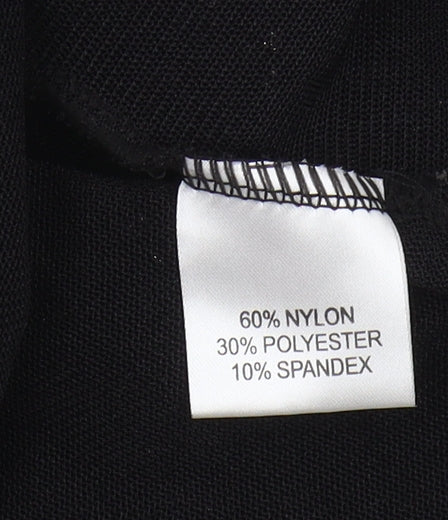 60% NYLON
30% POLYESTER
10% SPANDEX